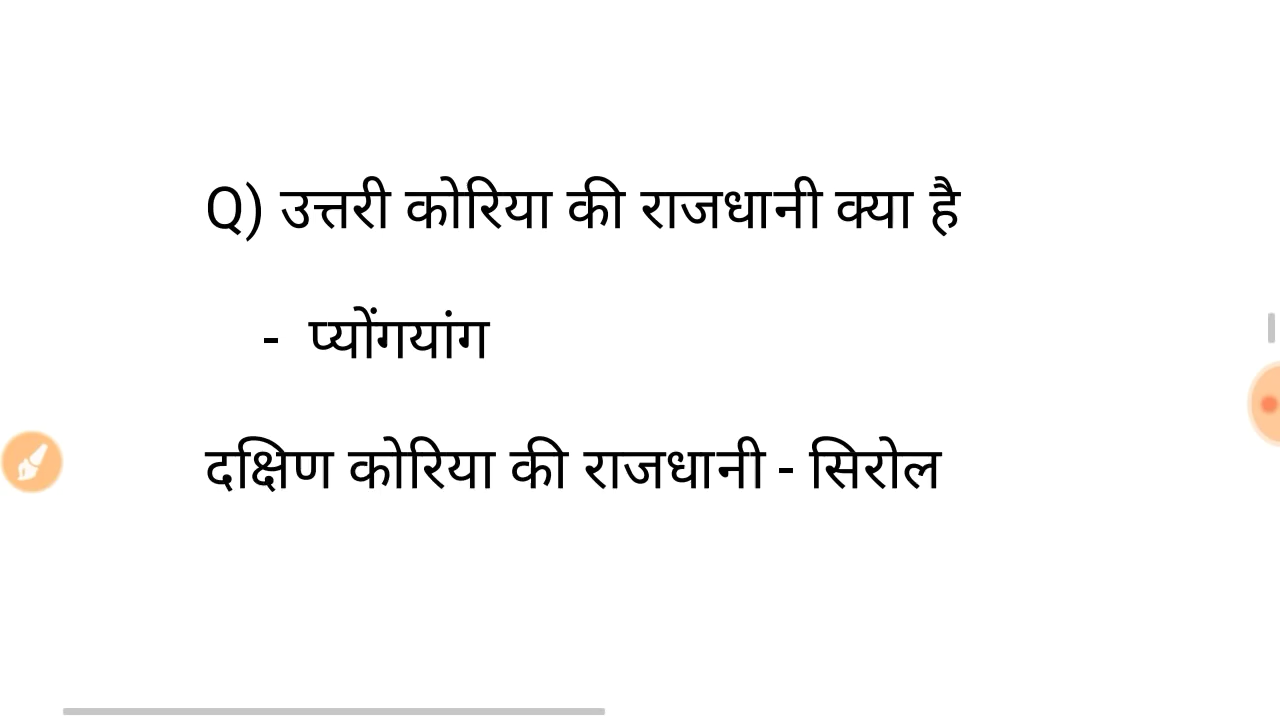 Q) उत्तरी कोरिया की राजधानी क्या है
- प्योंगयांग
दक्षिण कोरिया की राजधानी - सिरोल